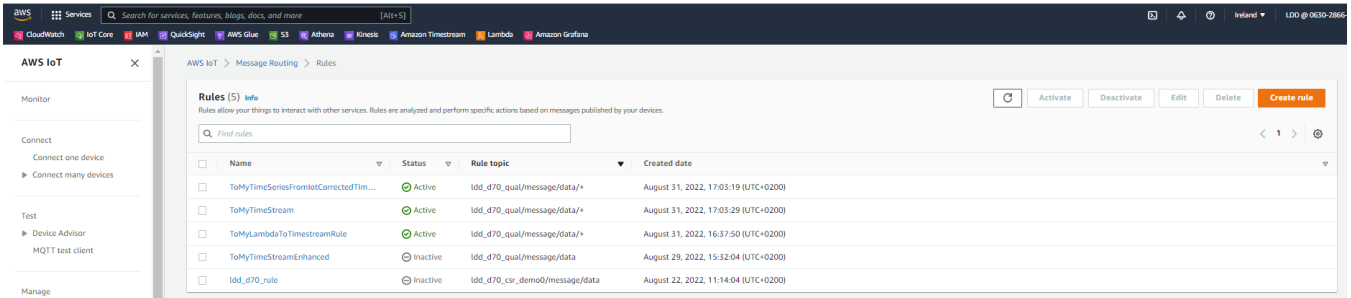 aws Services Search for services, features, blogs, docs, and more [Alt+S] Ireland ▼ LDD @ 0630-2866-
CloudWatch IoT Core IAM QuickSight AWS Glue S3 Athena Kinesis Amazon Timestream Lambda Amazon Grafana
AWS IoT
AWS IoT > Message Routing > Rules
Monitor
Connect
Connect one device
Connect many devices
Test
Device Advisor
MQTT test client
Manage
Rules (5) Info
Rules allow your things to interact with other services. Rules are analyzed and perform specific actions based on messages published by your devices.
Activate Deactivate Edit Delete Create rule
Find rules
1
Name Status Rule topic Created date
ToMyTimeSeriesFromIotCorrectedTIm... Active ldd_d70_qual/message/data/+ August 31, 2022, 17:03:19 (UTC+0200)
ToMyTimeStream Active ldd_d70_qual/message/data/+ August 31, 2022, 17:03:29 (UTC+0200)
ToMyLambdaToTimestreamRule Active ldd_d70_qual/message/data/+ August 31, 2022, 16:37:50 (UTC+0200)
ToMyTimeStreamEnhanced Inactive ldd_d70_qual/message/data August 29, 2022, 15:32:04 (UTC+0200)
ldd_d70_rule Inactive ldd_d70_csr_demo0/message/data August 22, 2022, 11:14:04 (UTC+0200)